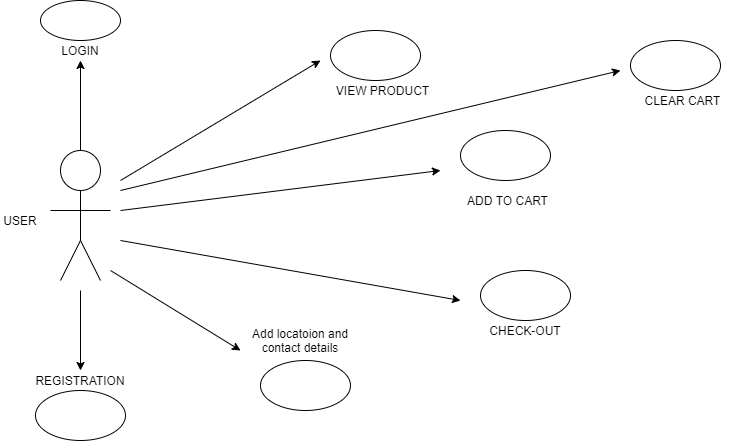 LOGIN
VIEW PRODUCT
CLEAR CART
ADD TO CART
USER
CHECK-OUT
Add locatoion and
contact details
REGISTRATION